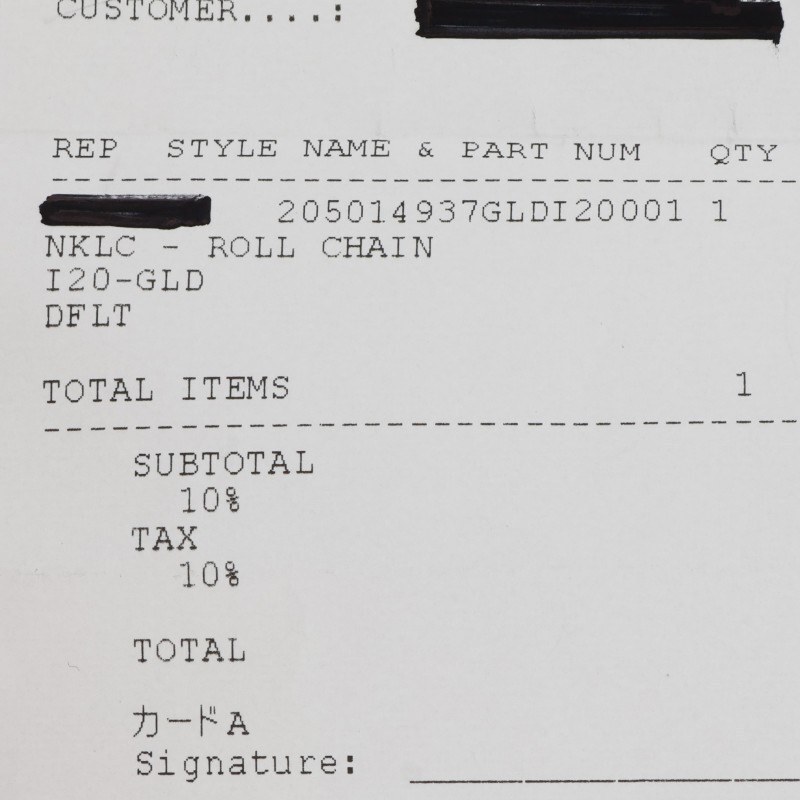 CUSTOMER....:
REP STYLE NAME & PART NUM QTY
205014937GLDI20001 1
NKLC - ROLL CHAIN
I20-GLD
DFLT
TOTAL ITEMS 1
SUBTOTAL
10%
TAX
10%
TOTAL
カードA
Signature: